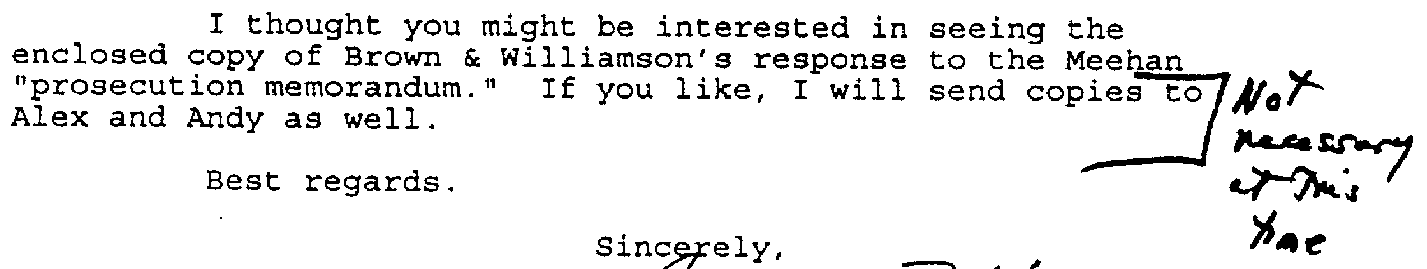 I thought you might be interested in seeing the
enclosed copy of Brown & Williamson's response to the Meehan
"prosecution memorandum." If you like, I will send copies to
Alex and Andy as well.
Not
necessary
at this
time
Best regards.
Sincerely,